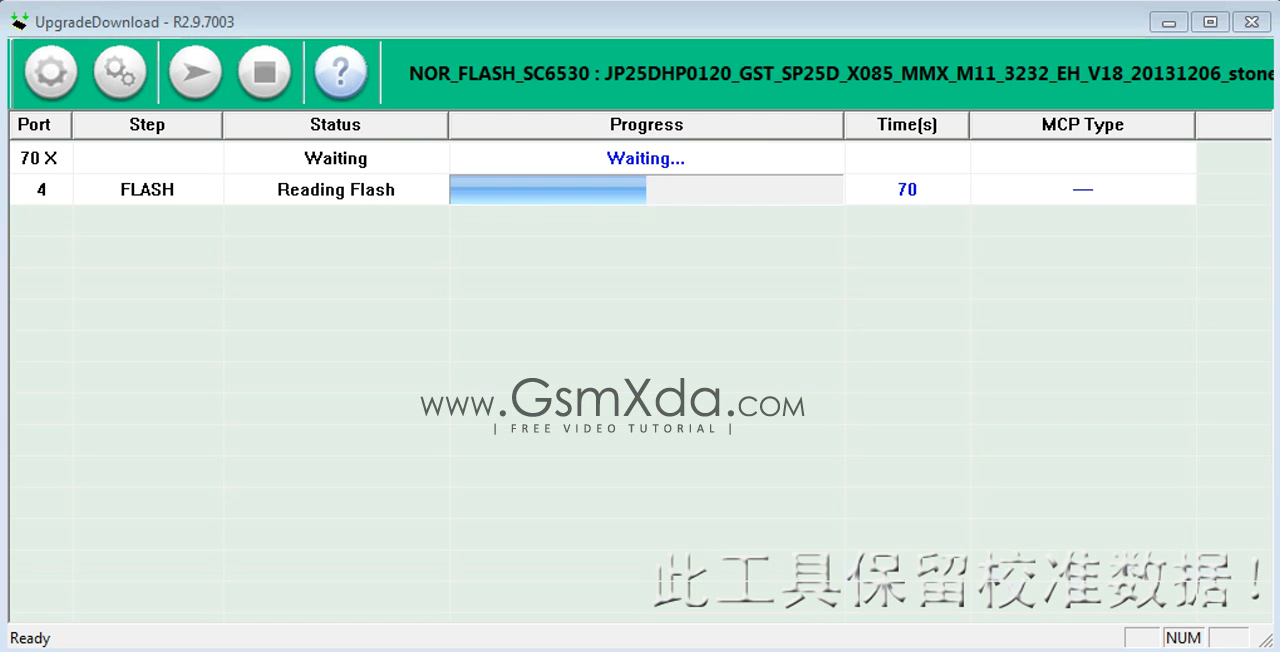 UpgradeDownload - R2.9.7003
NOR_FLASH_SC6530 : JP25DHP0120_GST_SP25D_X085_MMX_M11_3232_EH_V18_20131206_stone
Port Step Status Progress Time(s) MCP Type
70 X Waiting Waiting...
4 FLASH Reading Flash 70 —
www.GsmXda.com
| FREE VIDEO TUTORIAL |
此工具保留校准数据!
Ready NUM